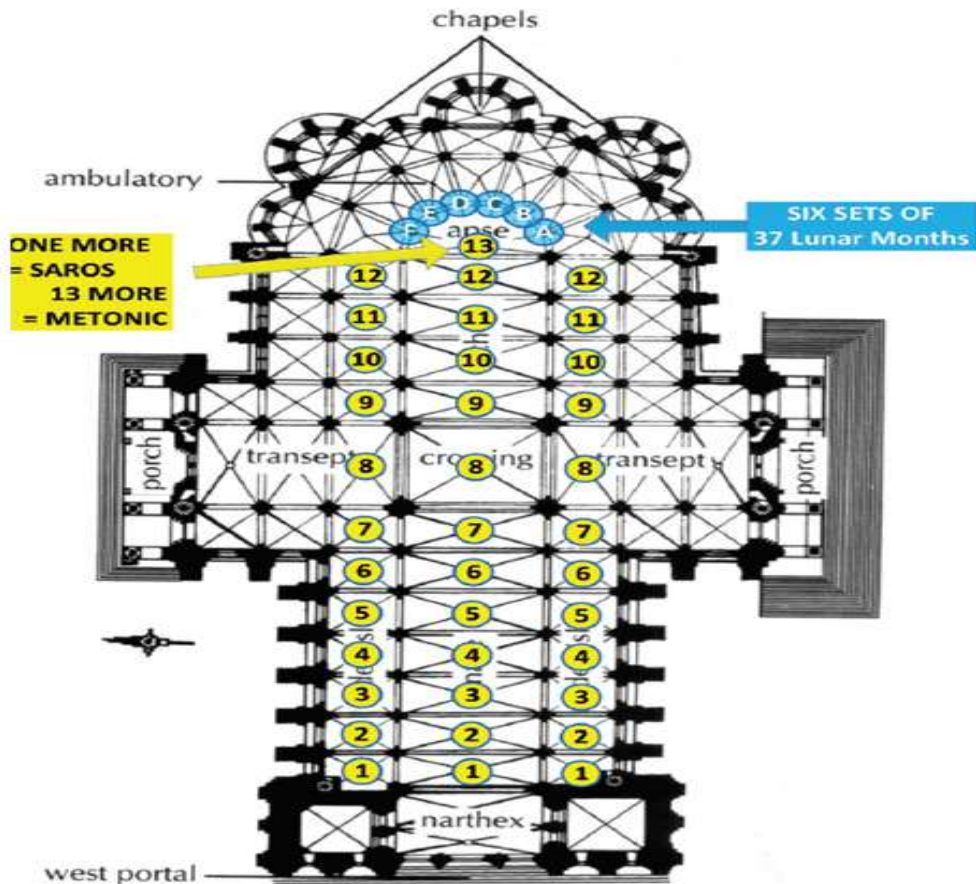 chapels
ambulatory
F E D C B A
apse
SIX SETS OF
37 Lunar Months
ONE MORE
= SAROS
13 MORE
= METONIC
13
12 12 12
11 11 11
10 10 10
9 9 9
porch
transept
crossing
transept
porch
8 8 8
7 7 7
6 6 6
5 5 5
4 4 4
3 3 3
2 2 2
1 1 1
narthex
west portal